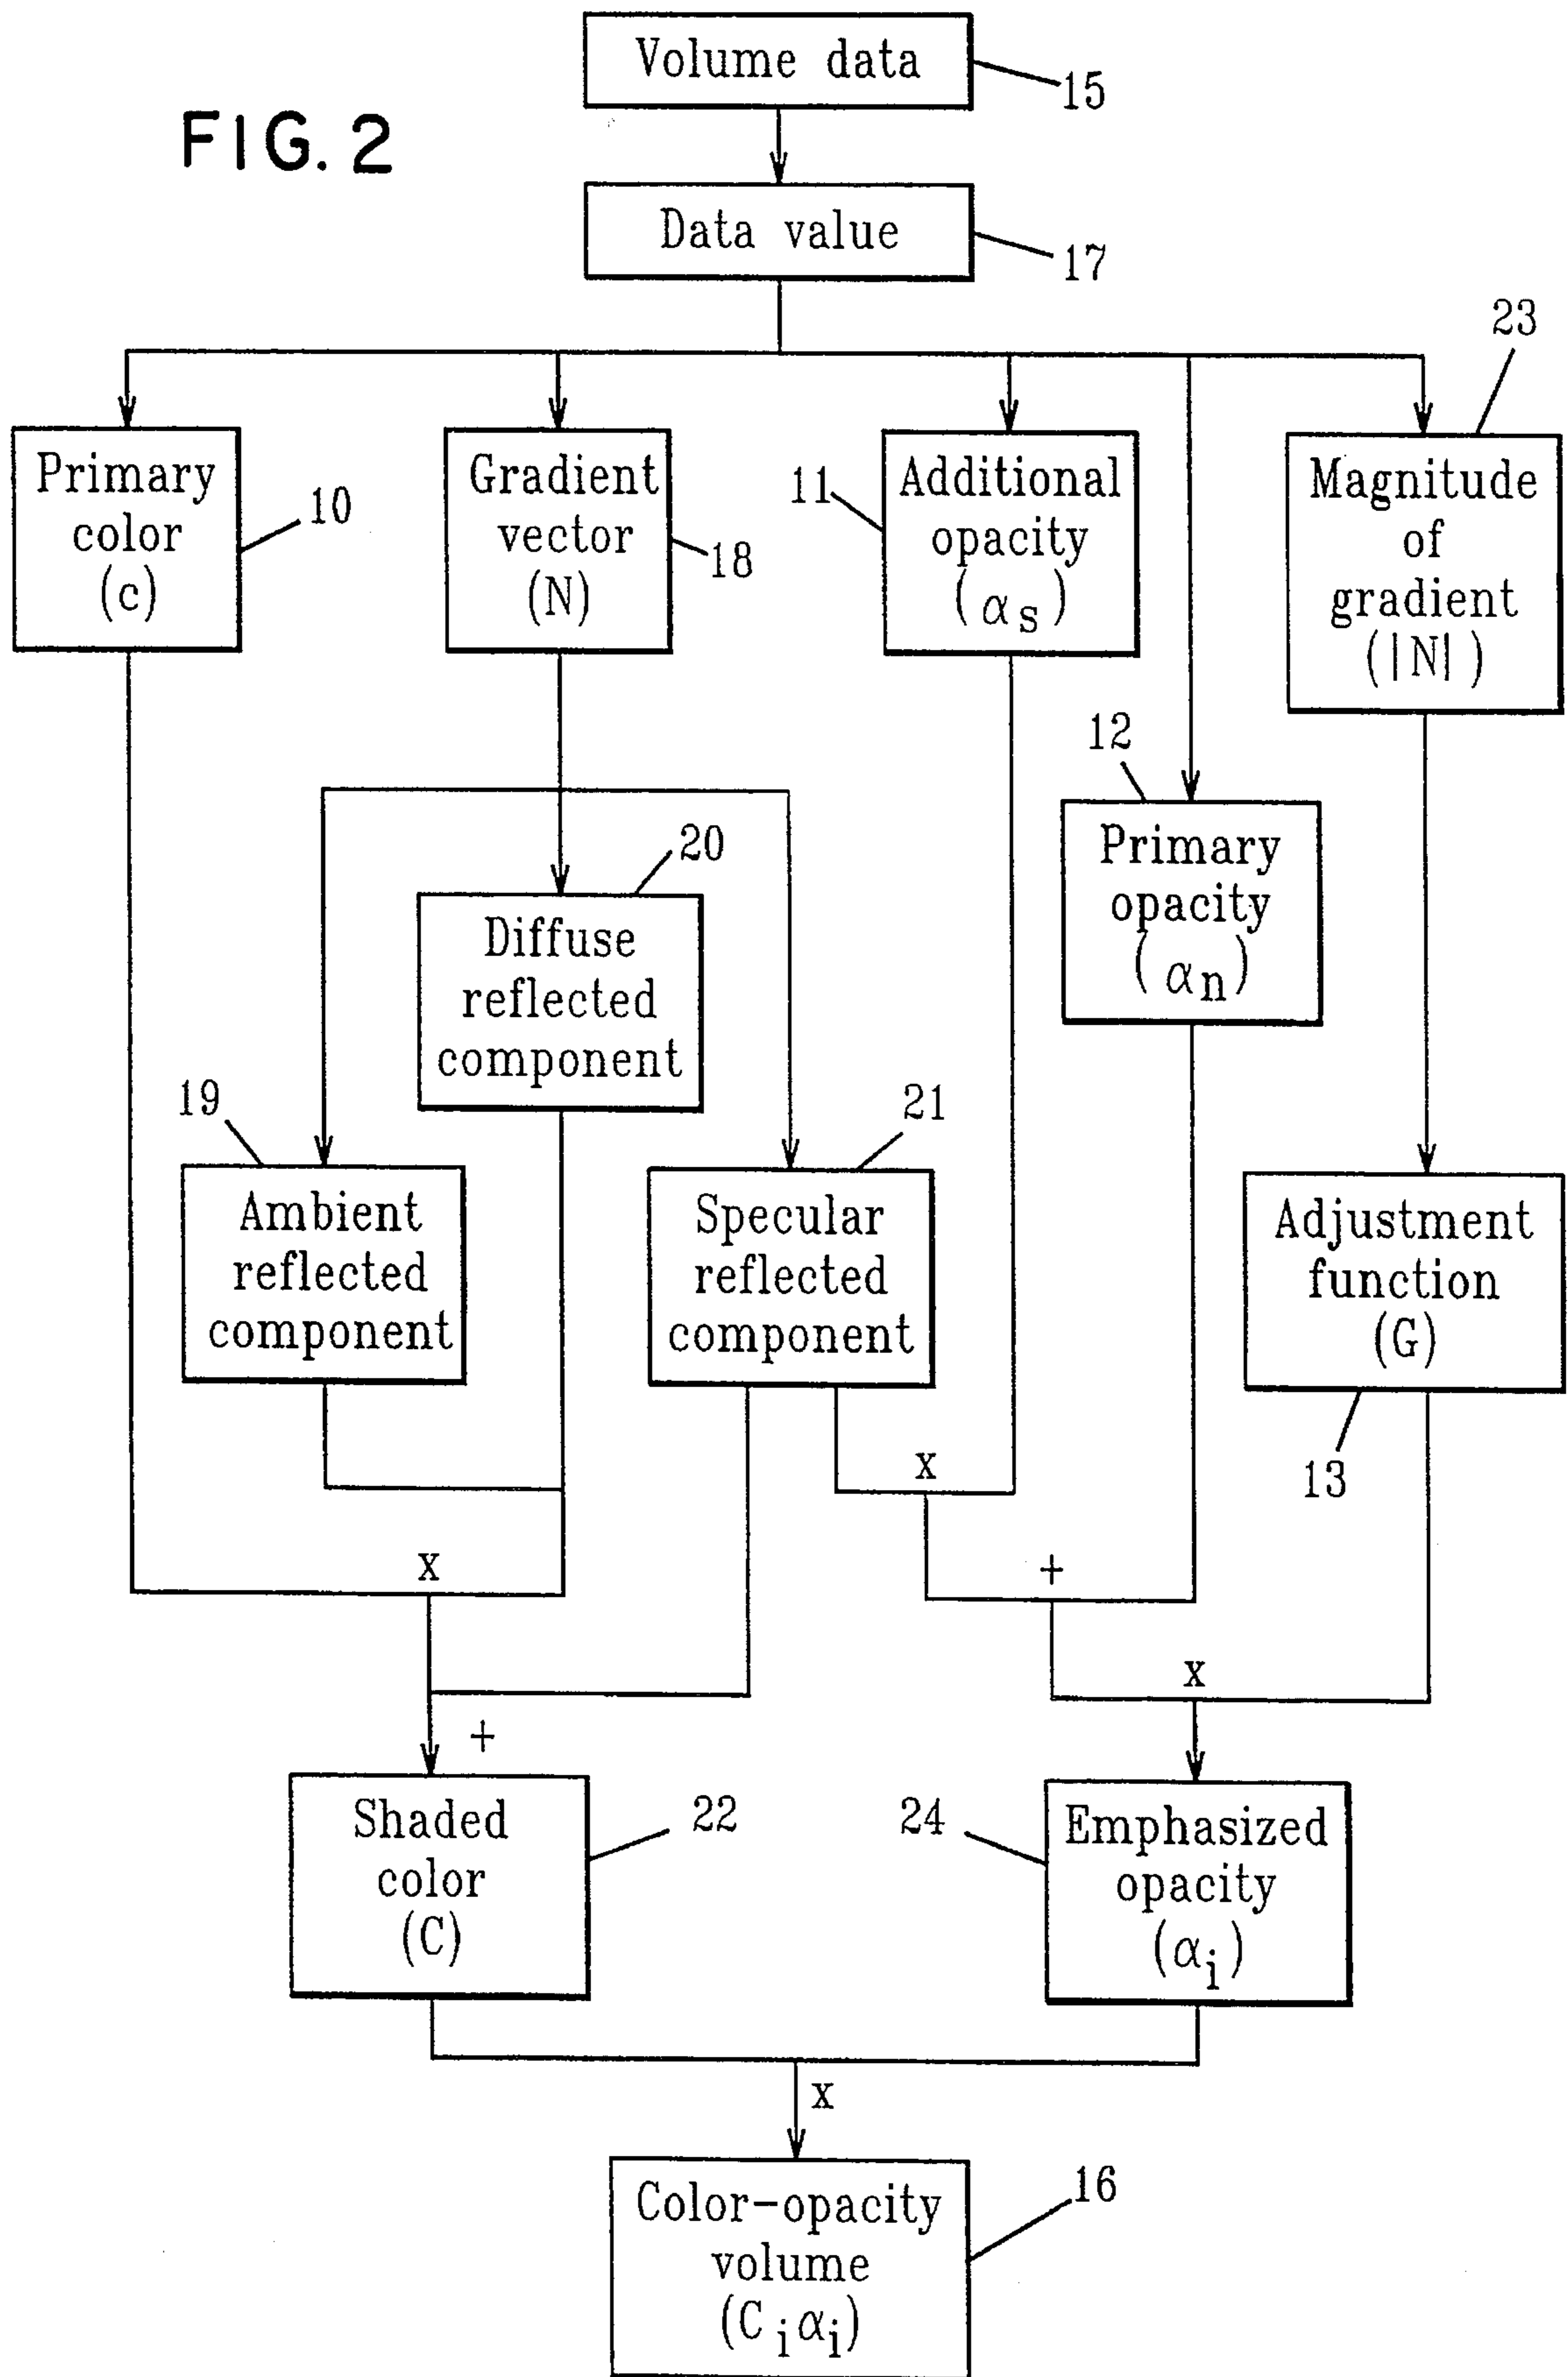 Volume data
15
FIG. 2
Data value
17
23
Primary
color
(c)
10
Gradient
vector
(N)
18
11
Additional
opacity
(αs)
Magnitude
of
gradient
(|N|)
12
Primary
opacity
(αn)
20
Diffuse
reflected
component
19
Ambient
reflected
component
21
Specular
reflected
component
Adjustment
function
(G)
13
x
x
+
x
+
Shaded
color
(C)
22
24
Emphasized
opacity
(αi)
x
Color-opacity
volume
(Ciαi)
16